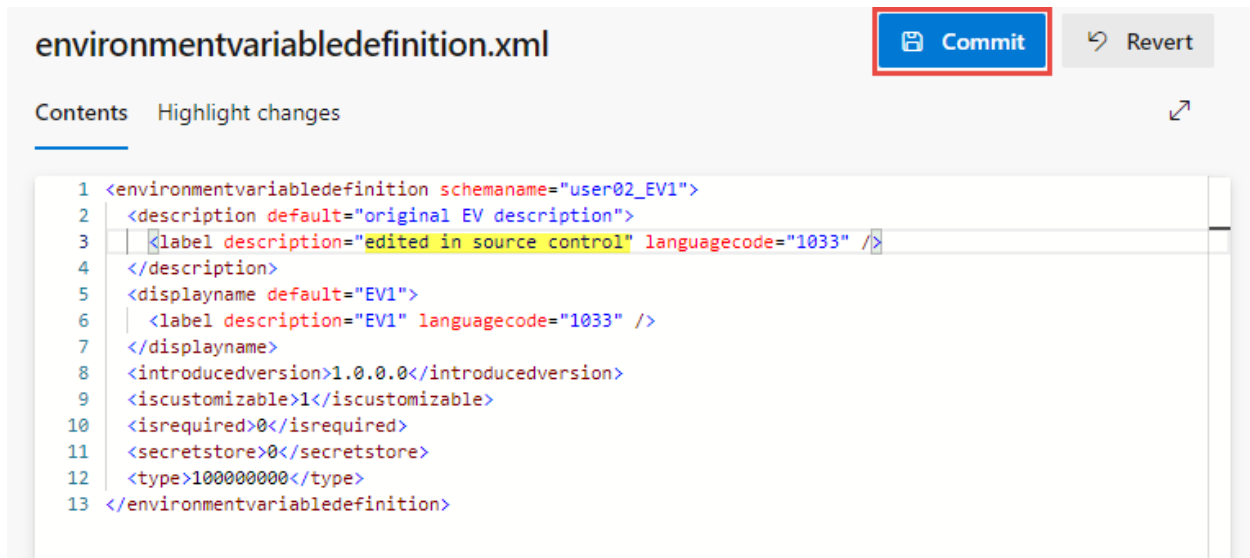 environmentvariabledefinition.xml
Commit
Revert
Contents Highlight changes
1 <environmentvariabledefinition schemaname="user02_EV1">
2 <description default="original EV description">
3 <label description="edited in source control" languagecode="1033" />
4 </description>
5 <displayname default="EV1">
6 <label description="EV1" languagecode="1033" />
7 </displayname>
8 <introducedversion>1.0.0.0</introducedversion>
9 <iscustomizable>1</iscustomizable>
10 <isrequired>0</isrequired>
11 <secretstore>0</secretstore>
12 <type>100000000</type>
13 </environmentvariabledefinition>